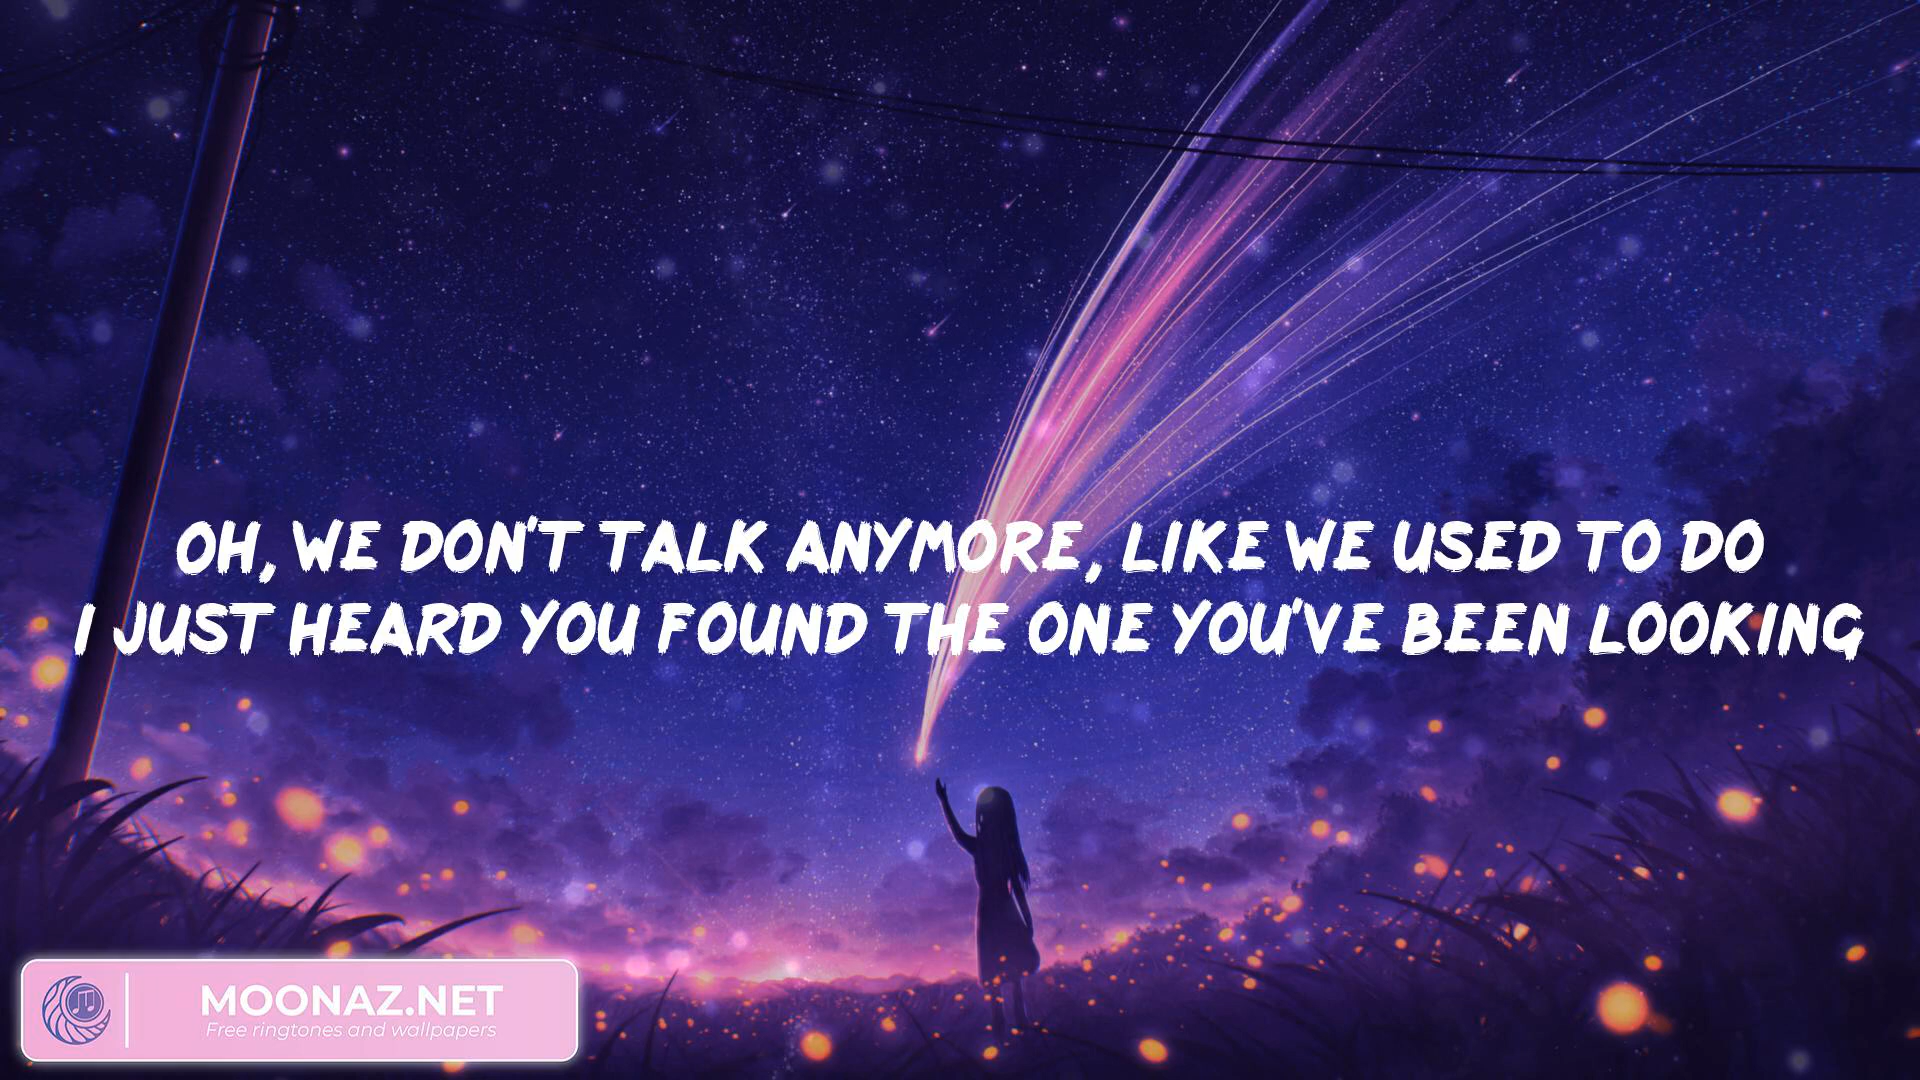 OH, WE DON'T TALK ANYMORE, LIKE WE USED TO DO
I JUST HEARD YOU FOUND THE ONE YOU'VE BEEN LOOKING
MOONAZ.NET
Free ringtones and wallpapers